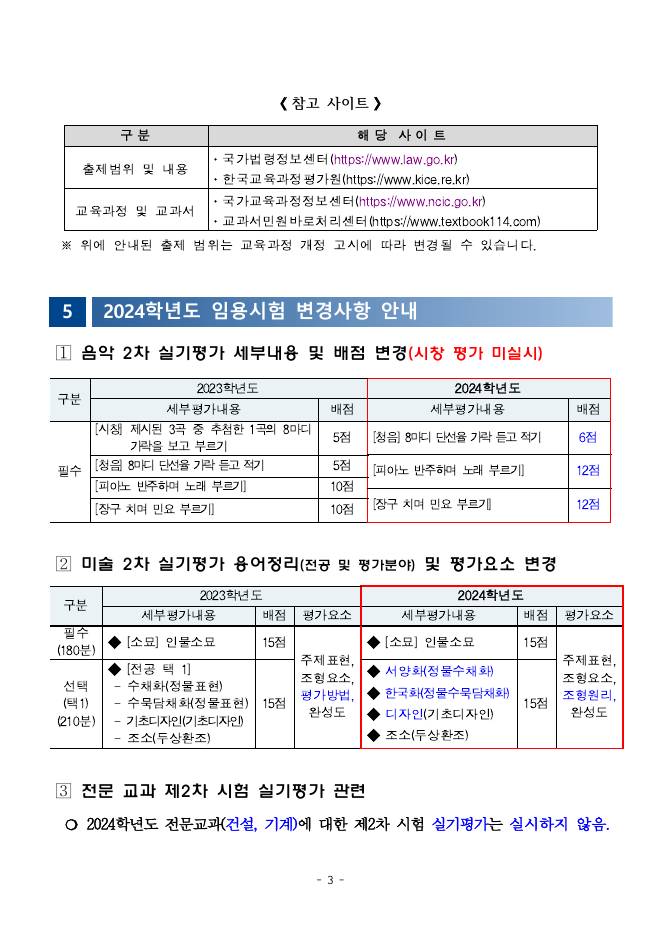 《 참고 사이트 》
구 분 해 당 사 이 트
출제범위 및 내용
· 국가법령정보센터(https://www.law.go.kr)
· 한국교육과정평가원(https://www.kice.re.kr)
교육과정 및 교과서
· 국가교육과정정보센터(https://www.ncic.go.kr)
· 교과서민원바로처리센터(https://www.textbook114.com)
※ 위에 안내된 출제 범위는 교육과정 개정 고시에 따라 변경될 수 있습니다.
5 2024학년도 임용시험 변경사항 안내
1 음악 2차 실기평가 세부내용 및 배점 변경(시창 평가 미실시)
구분 2023학년도 2024학년도
세부평가내용 배점 세부평가내용 배점
필수
[시창] 제시된 3곡 중 추첨한 1곡의 8마디
가락을 보고 부르기
5점
[청음] 8마디 단선율 가락 듣고 적기 5점
[피아노 반주하며 노래 부르기] 10점
[장구 치며 민요 부르기] 10점
[청음] 8마디 단선율 가락 듣고 적기 6점
[피아노 반주하며 노래 부르기] 12점
[장구 치며 민요 부르기] 12점
2 미술 2차 실기평가 용어정리(전공 및 평가분야) 및 평가요소 변경
구분 2023학년도 2024학년도
세부평가내용 배점 평가요소 세부평가내용 배점 평가요소
필수
(180분)
◆ [소묘] 인물소묘 15점
선택
(택1)
(210분)
◆ [전공 택 1]
- 수채화(정물표현)
- 수묵담채화(정물표현)
- 기초디자인(기초디자인)
- 조소(두상환조)
15점
주제표현,
조형요소,
평가방법,
완성도
◆ [소묘] 인물소묘 15점
◆ 서양화(정물수채화)
◆ 한국화(정물수묵담채화)
◆ 디자인(기초디자인)
◆ 조소(두상환조)
15점
주제표현,
조형요소,
조형원리,
완성도
3 전문 교과 제2차 시험 실기평가 관련
❍ 2024학년도 전문교과(건설, 기계)에 대한 제2차 시험 실기평가는 실시하지 않음.
- 3 -